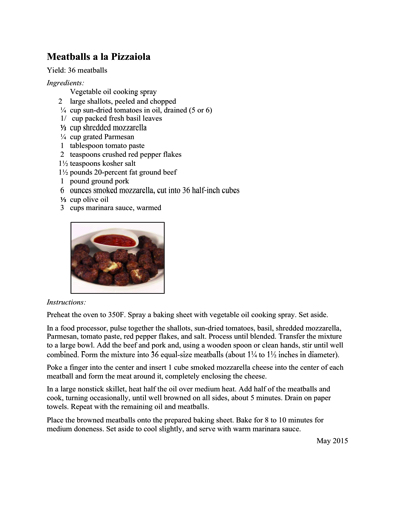 Meatballs a la Pizzaiola
Yield: 36 meatballs
Ingredients:
Vegetable oil cooking spray
2 large shallots, peeled and chopped
¼ cup sun-dried tomatoes in oil, drained (5 or 6)
1/ cup packed fresh basil leaves
⅓ cup shredded mozzarella
¼ cup grated Parmesan
1 tablespoon tomato paste
2 teaspoons crushed red pepper flakes
1½ teaspoons kosher salt
1½ pounds 20-percent fat ground beef
1 pound ground pork
6 ounces smoked mozzarella, cut into 36 half-inch cubes
⅓ cup olive oil
3 cups marinara sauce, warmed
Instructions:
Preheat the oven to 350F. Spray a baking sheet with vegetable oil cooking spray. Set aside.
In a food processor, pulse together the shallots, sun-dried tomatoes, basil, shredded mozzarella,
Parmesan, tomato paste, red pepper flakes, and salt. Process until blended. Transfer the mixture
to a large bowl. Add the beef and pork and, using a wooden spoon or clean hands, stir until well
combined. Form the mixture into 36 equal-size meatballs (about 1¼ to 1½ inches in diameter).
Poke a finger into the center and insert 1 cube smoked mozzarella cheese into the center of each
meatball and form the meat around it, completely enclosing the cheese.
In a large nonstick skillet, heat half the oil over medium heat. Add half of the meatballs and
cook, turning occasionally, until well browned on all sides, about 5 minutes. Drain on paper
towels. Repeat with the remaining oil and meatballs.
Place the browned meatballs onto the prepared baking sheet. Bake for 8 to 10 minutes for
medium doneness. Set aside to cool slightly, and serve with warm marinara sauce.
May 2015